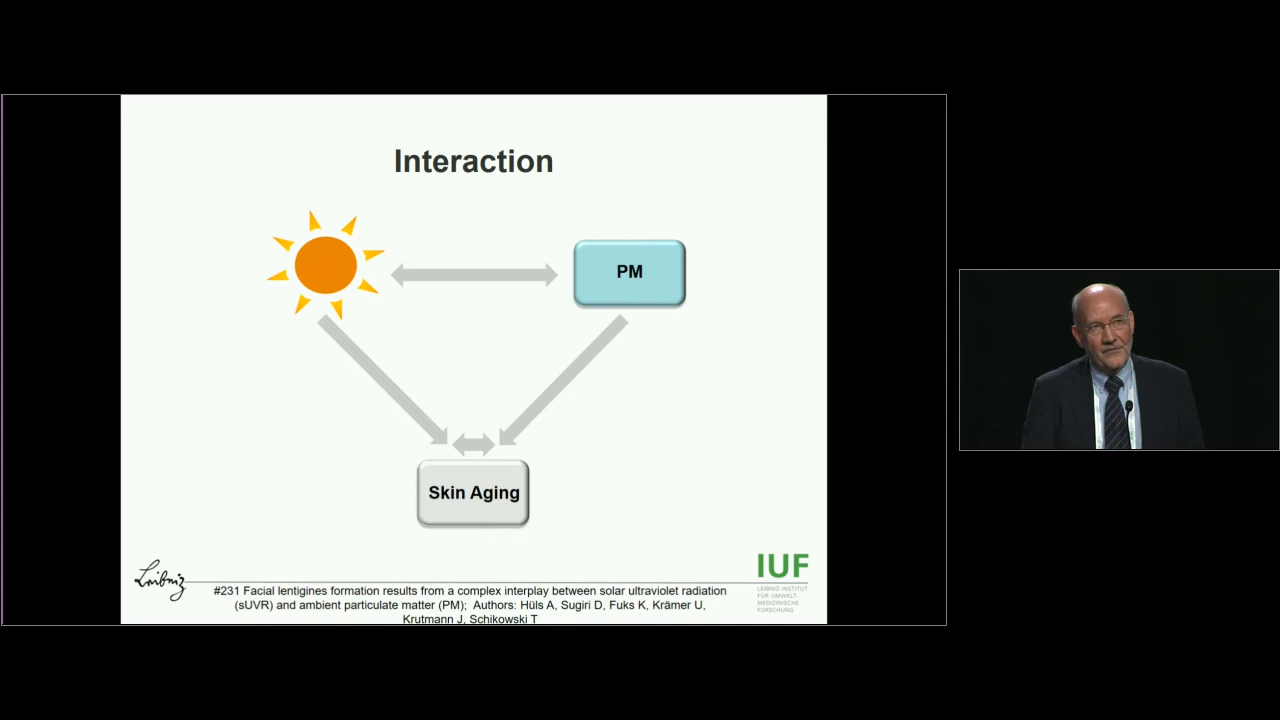 Interaction
PM
Skin Aging
Leibniz
#231 Facial lentigines formation results from a complex interplay between solar ultraviolet radiation
(sUVR) and ambient particulate matter (PM); Authors: Hüls A, Sugiri D, Fuks K, Krämer U,
Krutmann J, Schikowski T
IUF
LEIBNIZ-INSTITUT
FÜR UMWELT-
MEDIZINISCHE
FORSCHUNG